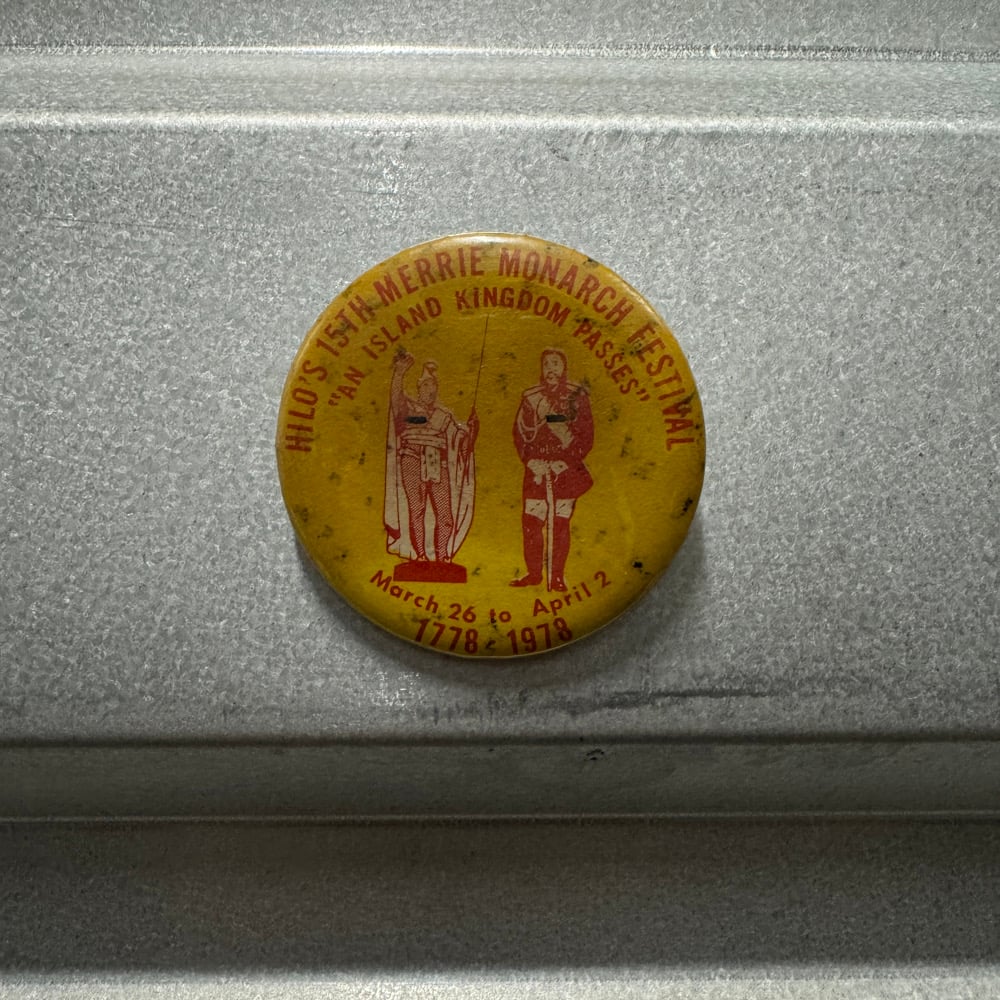 HILO'S 15TH MERRIE MONARCH FESTIVAL
"AN ISLAND KINGDOM PASSES"
March 26 to April 2
1778 - 1978